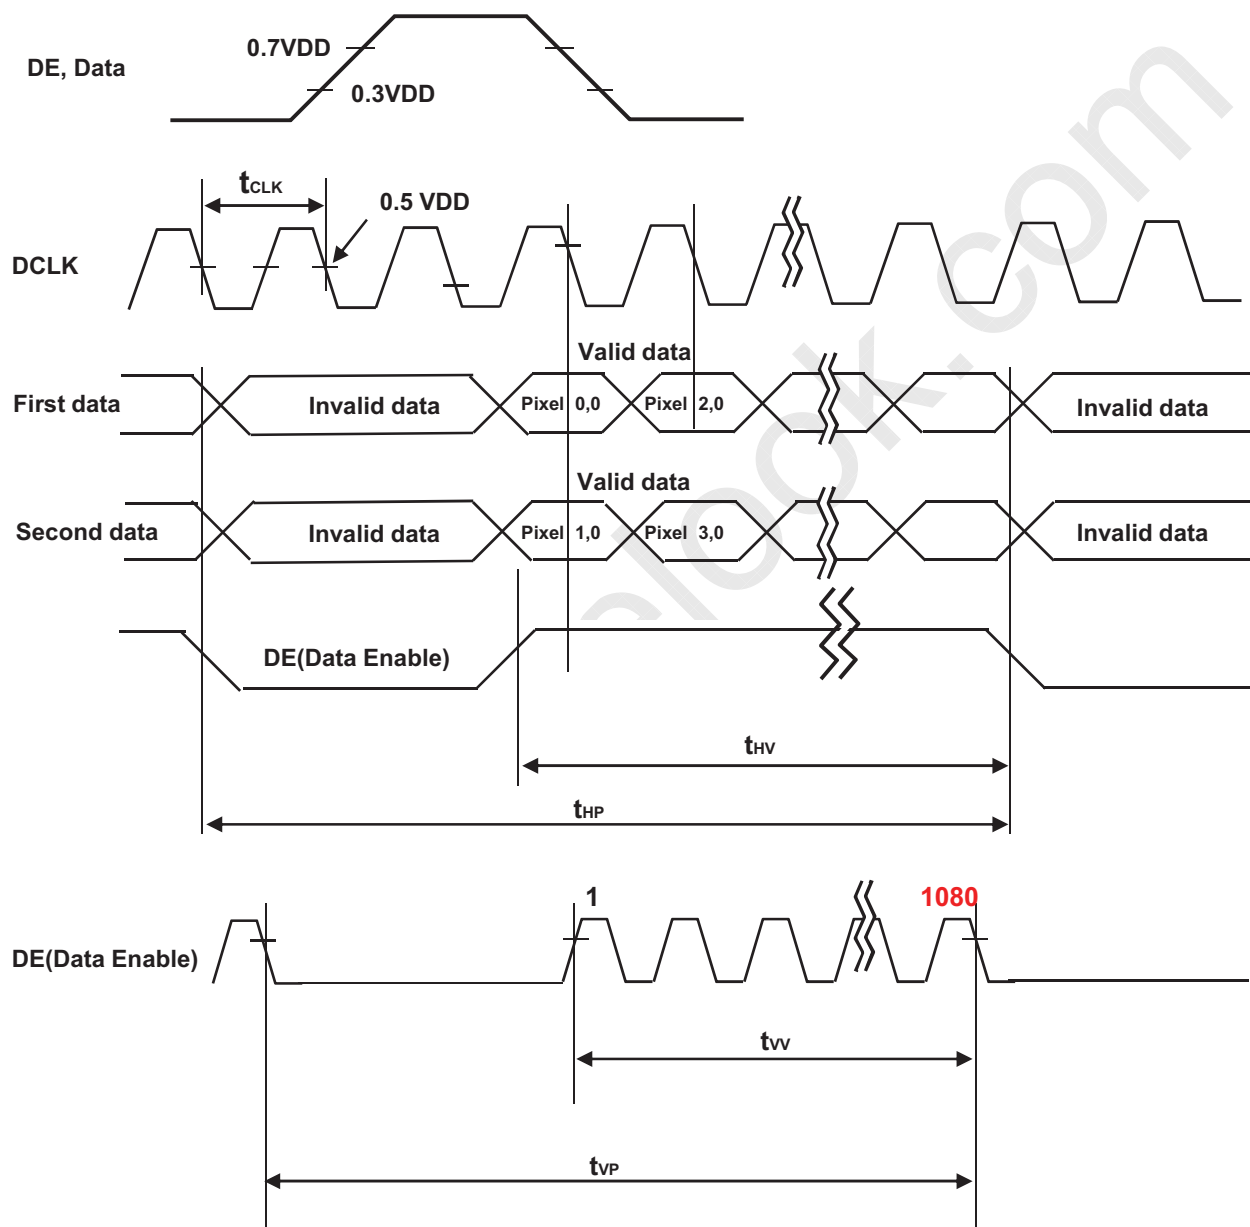 0.7VDD
DE, Data
0.3VDD
tCLK
0.5 VDD
DCLK
Valid data
First data
Invalid data
Pixel 0,0
Pixel 2,0
Invalid data
Valid data
Second data
Invalid data
Pixel 1,0
Pixel 3,0
Invalid data
DE(Data Enable)
tHV
tHP
1
1080
DE(Data Enable)
tVV
tVP
elook.com